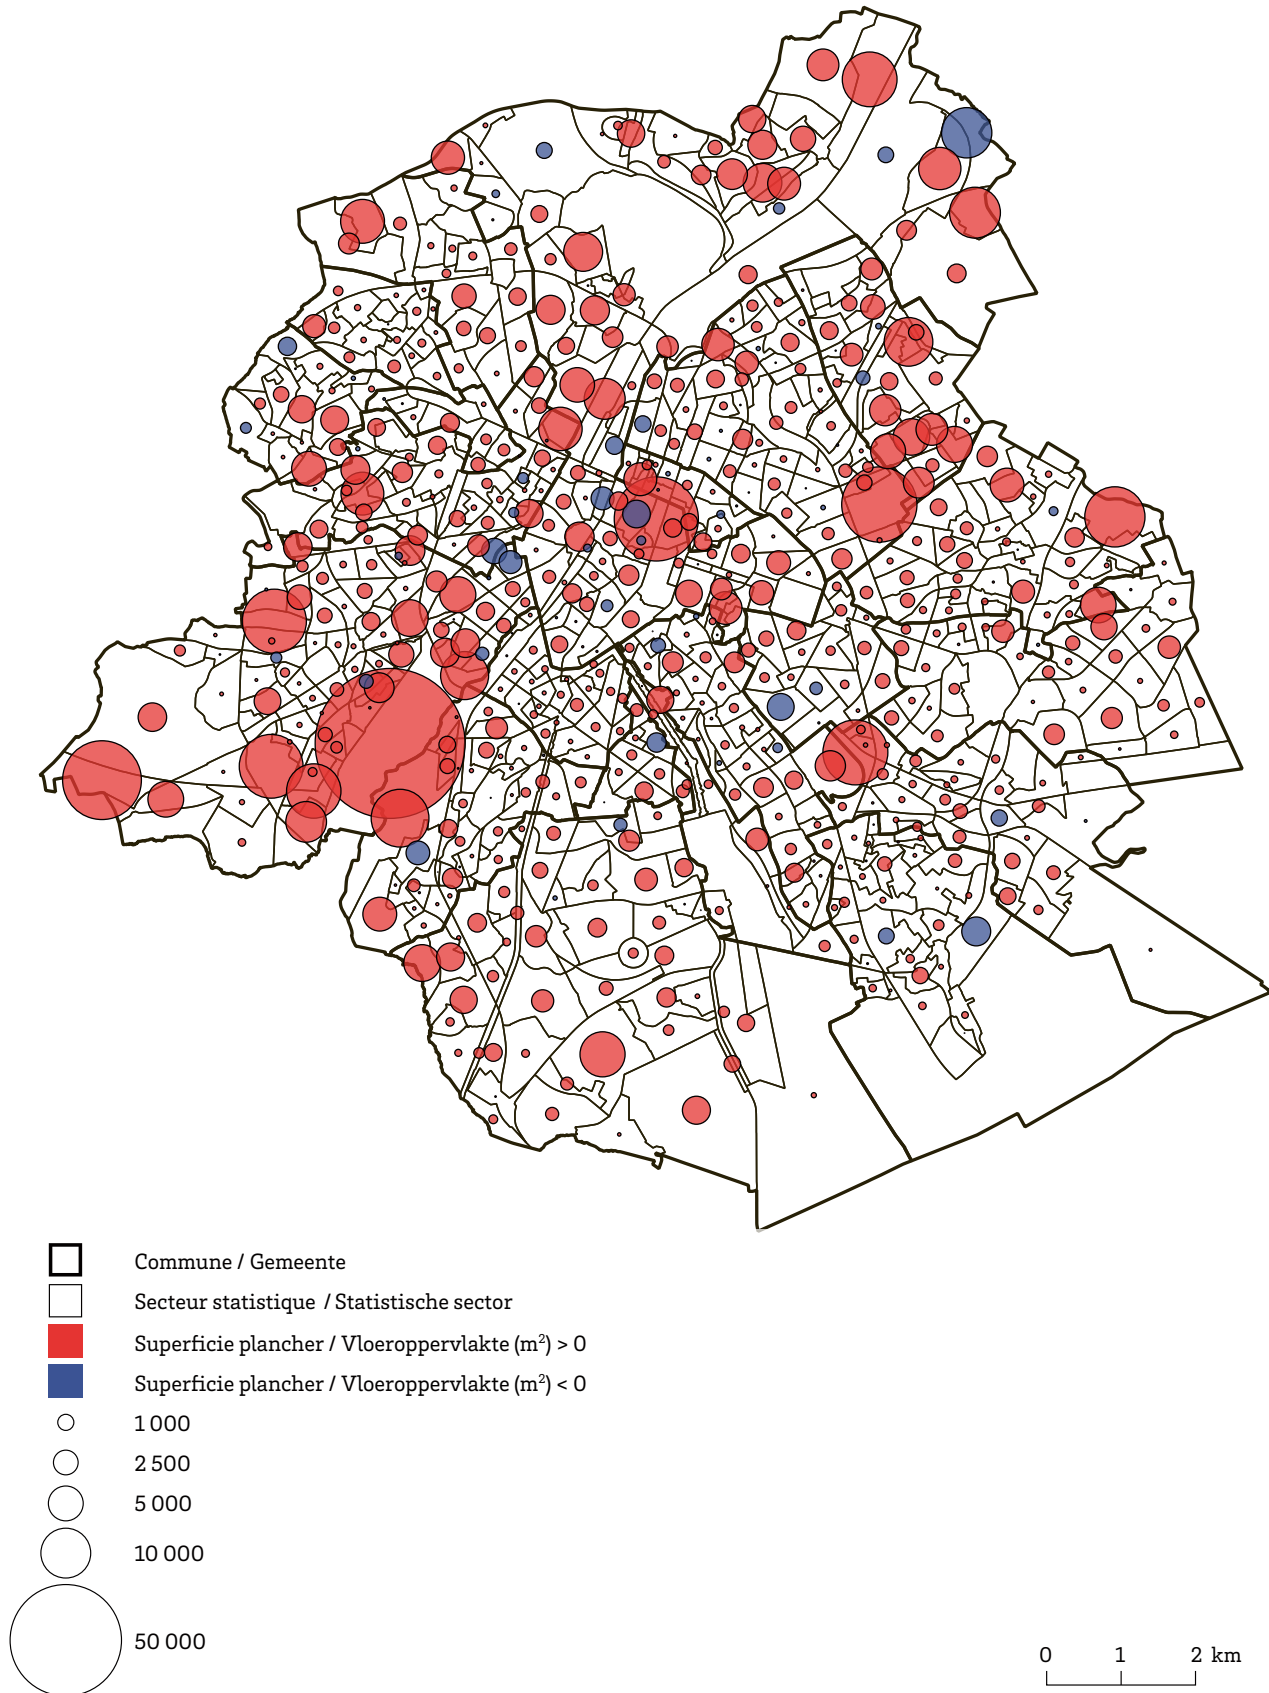 Commune / Gemeente
Secteur statistique / Statistische sector
Superficie plancher / Vloeroppervlakte (m²) > 0
Superficie plancher / Vloeroppervlakte (m²) < 0
1 000
2 500
5 000
10 000
50 000
0 1 2 km